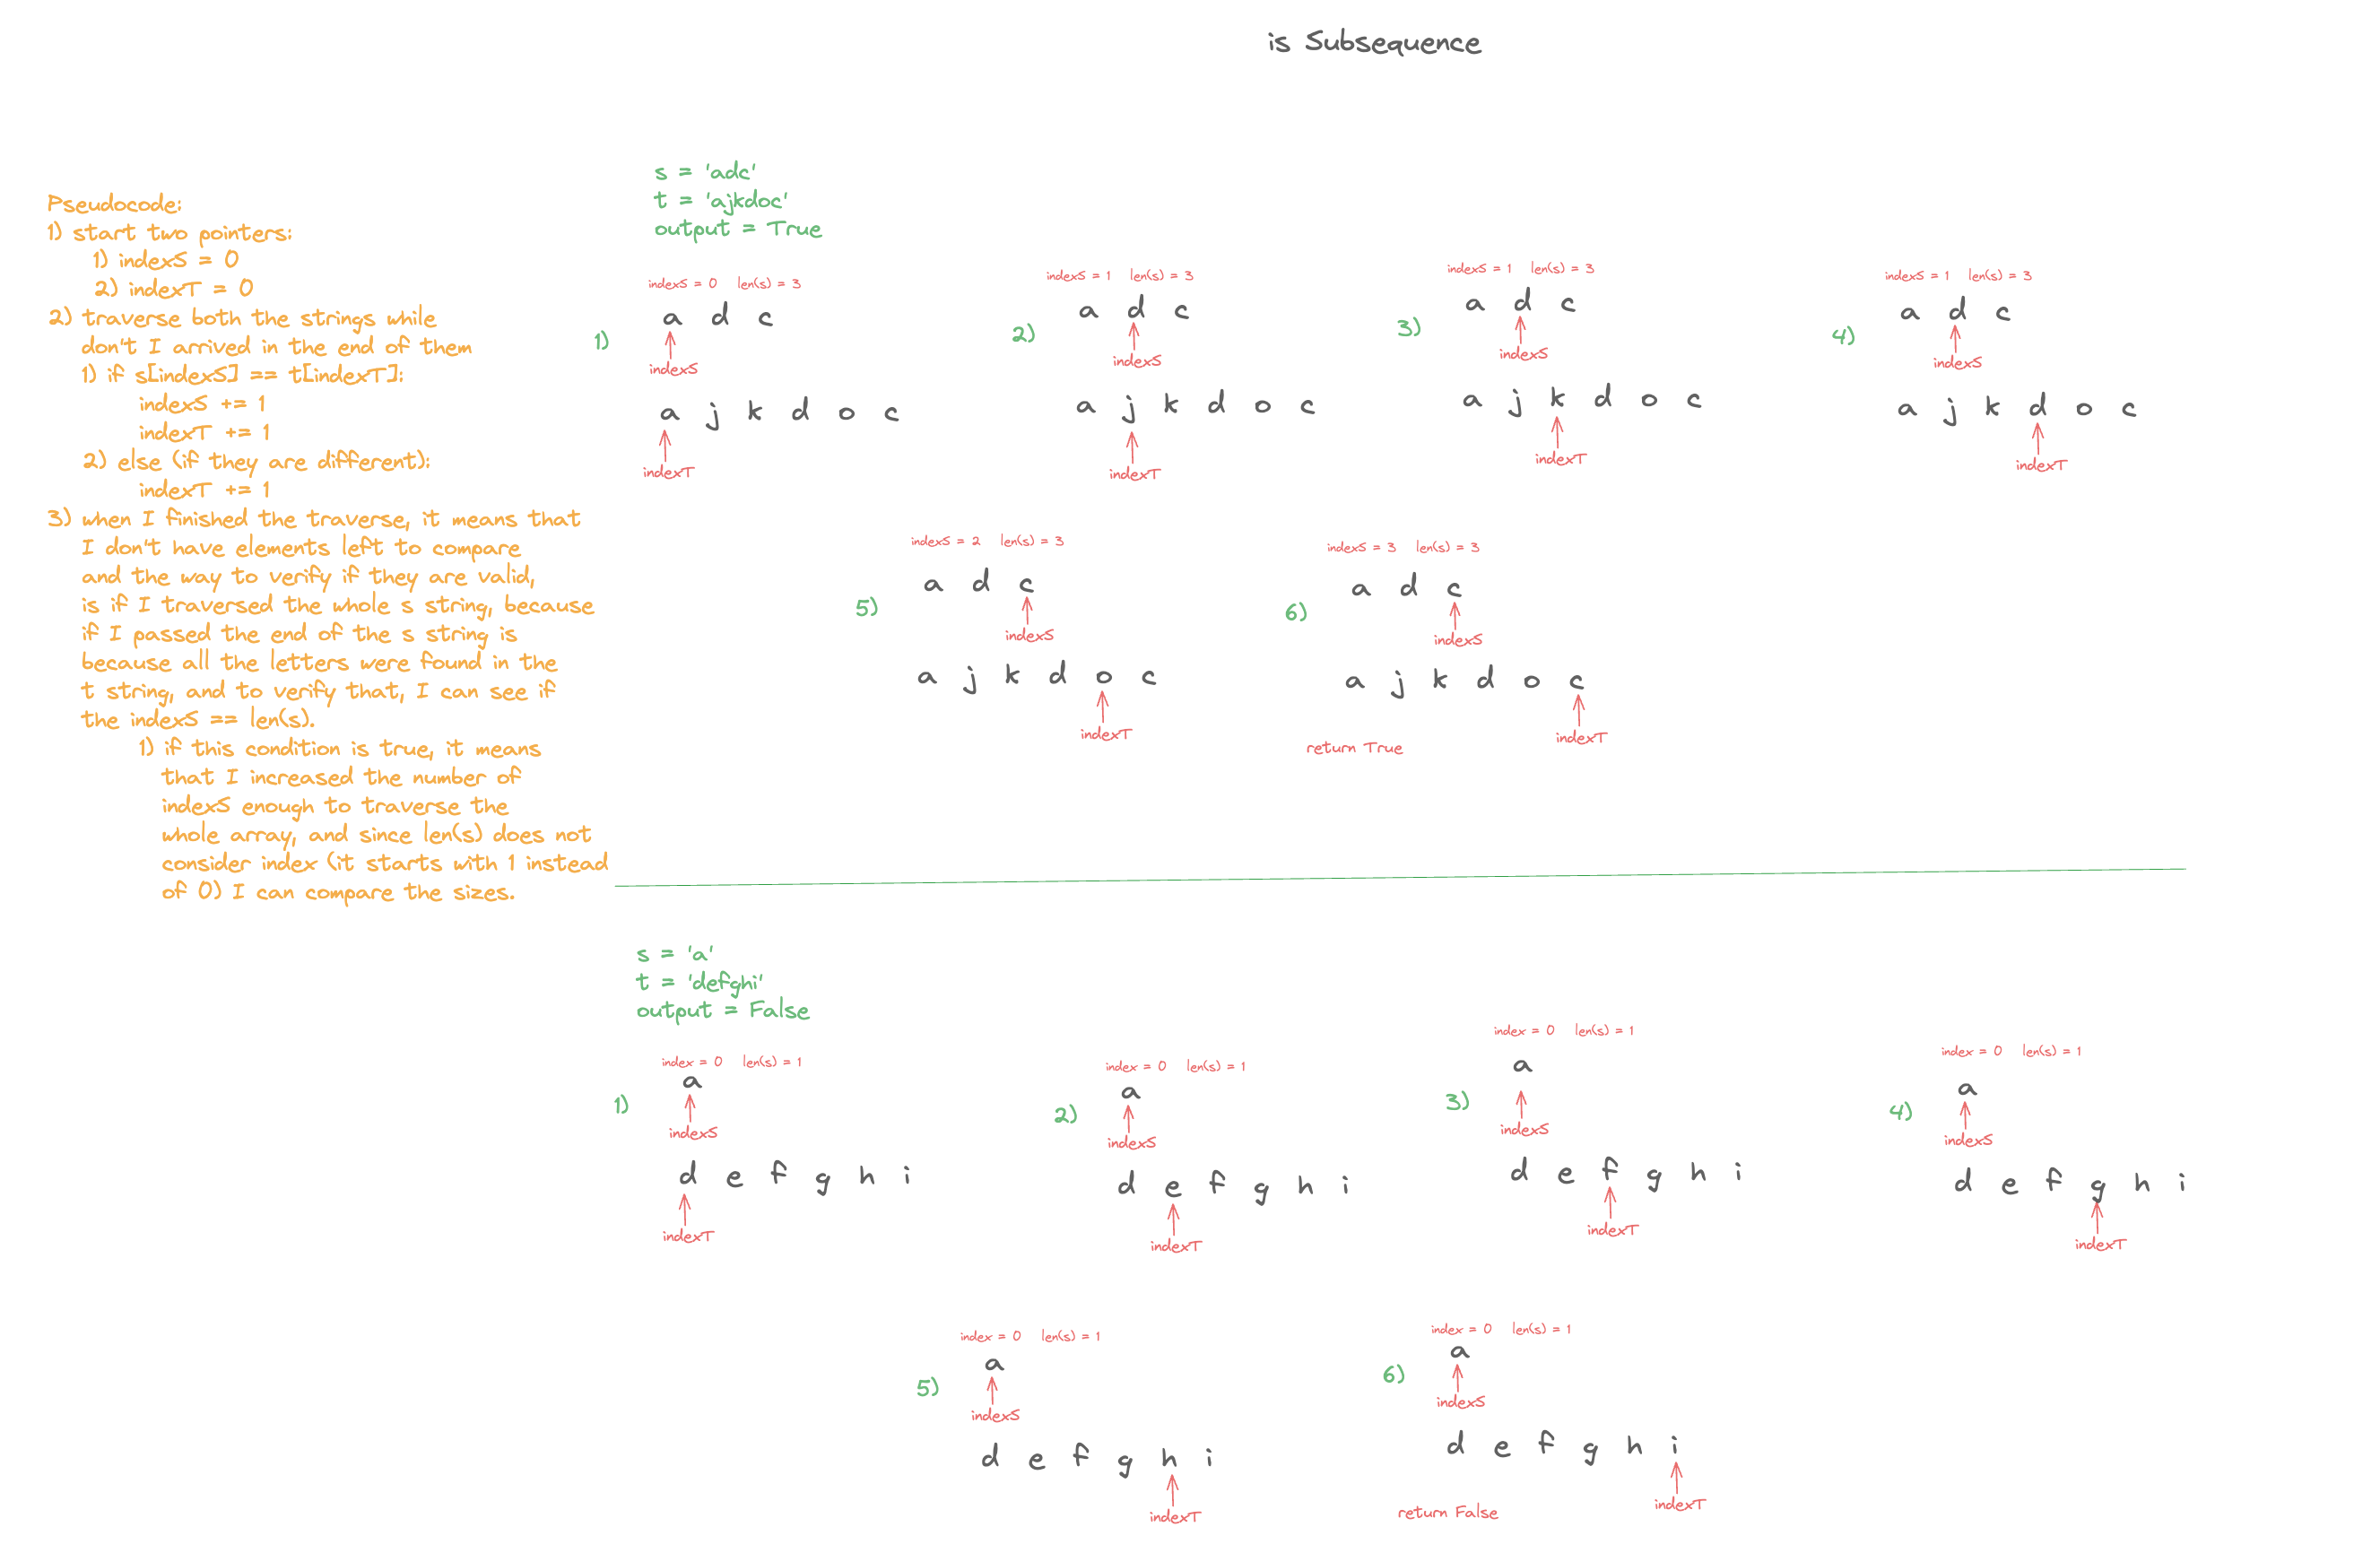 is Subsequence
Pseudocode:
1) start two pointers:
1) indexS = 0
2) indexT = 0
2) traverse both the strings while
don't I arrived in the end of them
1) if s[indexS] == t[indexT]:
indexS += 1
indexT += 1
2) else (if they are different):
indexT += 1
3) when I finished the traverse, it means that
I don't have elements left to compare
and the way to verify if they are valid,
is if I traversed the whole s string, because
if I passed the end of the s string is
because all the letters were found in the
t string, and to verify that, I can see if
the indexS == len(s).
1) if this condition is true, it means
that I increased the number of
indexS enough to traverse the
whole array, and since len(s) does not
consider index (it starts with 1 instead
of 0) I can compare the sizes.
s = 'adc'
t = 'ajkdoc'
output = True
1)
indexS = 0 len(s) = 3
a d c
indexS
a j k d o c
indexT
2)
indexS = 1 len(s) = 3
a d c
indexS
a j k d o c
indexT
3)
indexS = 1 len(s) = 3
a d c
indexS
a j k d o c
indexT
4)
indexS = 1 len(s) = 3
a d c
indexS
a j k d o c
indexT
5)
indexS = 2 len(s) = 3
a d c
indexS
a j k d o c
indexT
6)
indexS = 3 len(s) = 3
a d c
indexS
a j k d o c
indexT
return True
s = 'a'
t = 'defghi'
output = False
1)
index = 0 len(s) = 1
a
indexS
d e f g h i
indexT
2)
index = 0 len(s) = 1
a
indexS
d e f g h i
indexT
3)
index = 0 len(s) = 1
a
indexS
d e f g h i
indexT
4)
index = 0 len(s) = 1
a
indexS
d e f g h i
indexT
5)
index = 0 len(s) = 1
a
indexS
d e f g h i
indexT
6)
index = 0 len(s) = 1
a
indexS
d e f g h i
indexT
return False